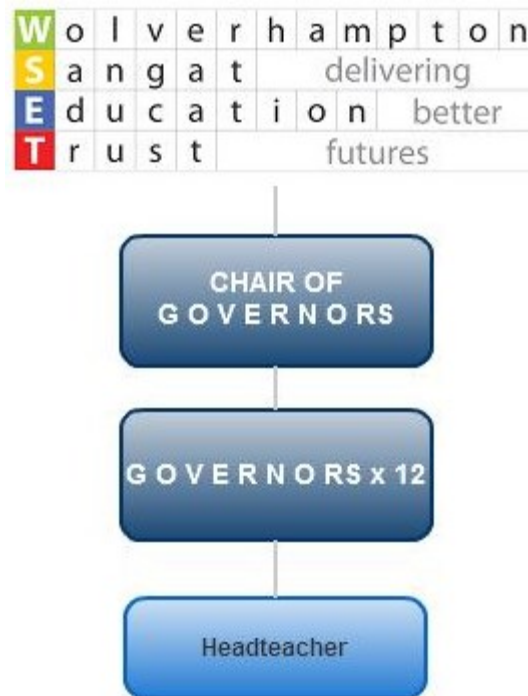 Wolverhampton
Sangat delivering
Education better
Trust futures
CHAIR OF
GOVERNORS
GOVERNORS x 12
Headteacher